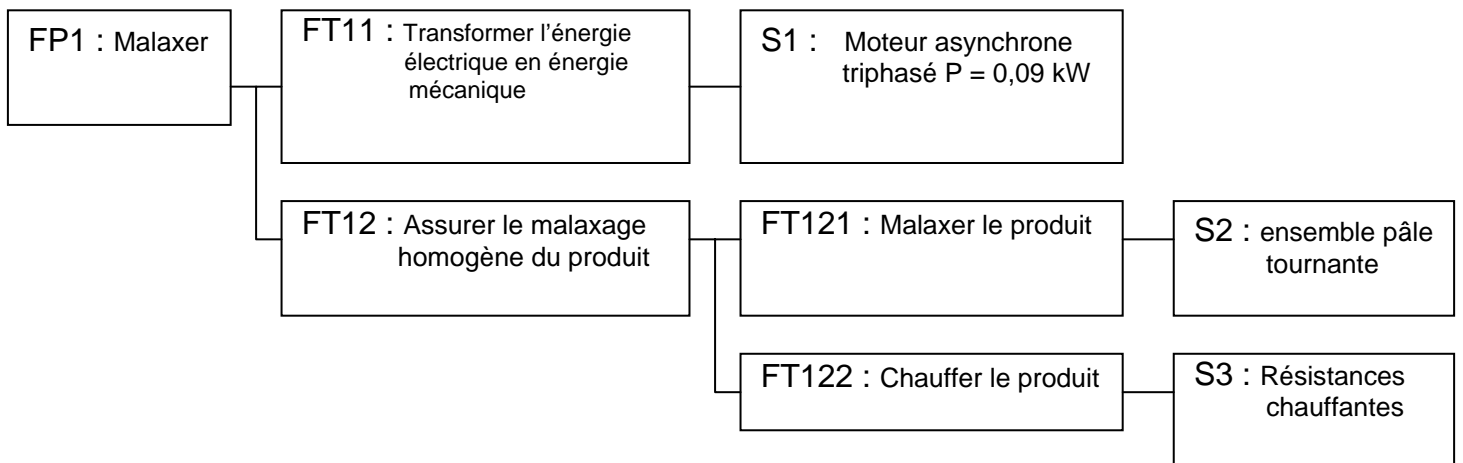 FP1 : Malaxer
FT11 : Transformer l’énergie
électrique en énergie
mécanique
S1 : Moteur asynchrone
triphasé P = 0,09 kW
FT12 : Assurer le malaxage
homogène du produit
FT121 : Malaxer le produit
S2 : ensemble pâle
tournante
FT122 : Chauffer le produit
S3 : Résistances
chauffantes